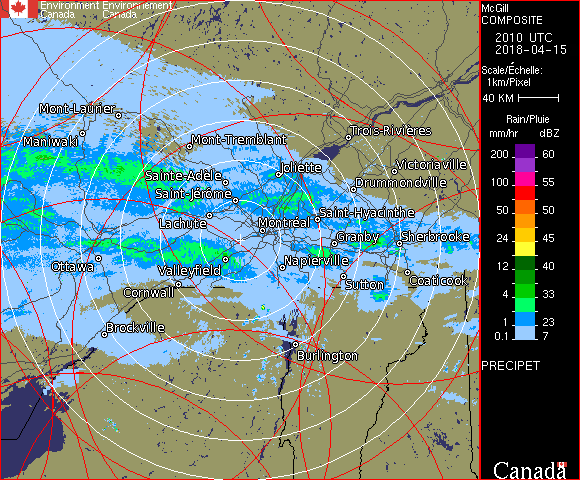 Environment Environnement
Canada Canada
McGill
COMPOSITE
2010 UTC
2018-04-15
Scale/Échelle:
1km/Pixel
40 KM
Rain/Pluie
mm/hr dBZ
200 60
100 55
50 50
24 45
12 40
4 33
1 23
0.1 7
PRECIPET
Canada
Mont-Laurier
Maniwaki
Mont-Tremblant
Trois-Rivières
Sainte-Adèle
Joliette
Victoriaville
Drummondville
Saint-Jérôme
Lachute
Saint-Hyacinthe
Montréal
Granby
Sherbrooke
Ottawa
Valleyfield
Napierville
Cornwall
Sutton
Coaticook
Brockville
Burlington